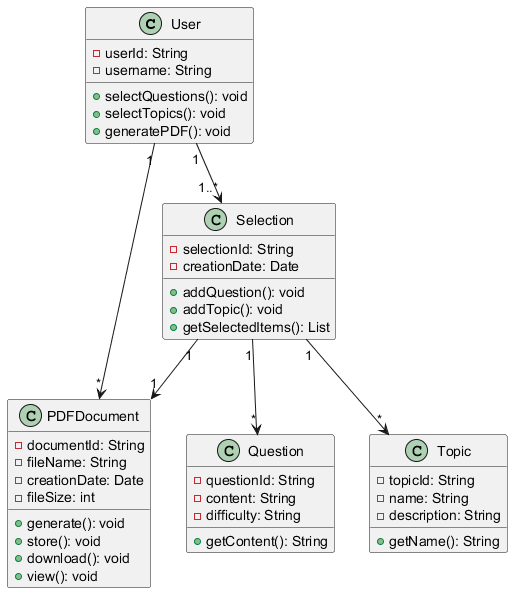 C User
userId: String
username: String
selectQuestions(): void
selectTopics(): void
generatePDF(): void
1
1
1..*
C Selection
selectionId: String
creationDate: Date
addQuestion(): void
addTopic(): void
getSelectedItems(): List
1
1
1
*
1
*
*
C PDFDocument
documentId: String
fileName: String
creationDate: Date
fileSize: int
generate(): void
store(): void
download(): void
view(): void
C Question
questionId: String
content: String
difficulty: String
getContent(): String
C Topic
topicId: String
name: String
description: String
getName(): String